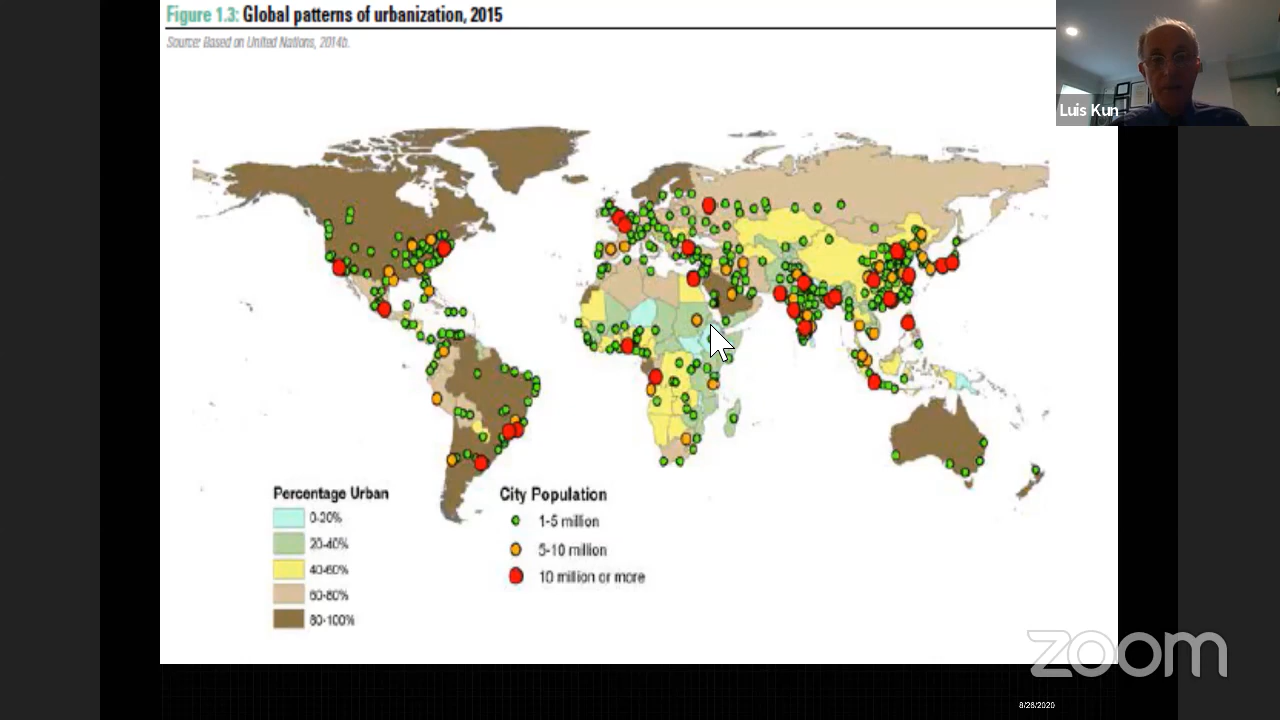 Figure 1.3: Global patterns of urbanization, 2015
Source: Based on United Nations, 2014b.
Luis Kun
Percentage Urban
0-20%
20-40%
40-60%
60-80%
80-100%
City Population
1-5 million
5-10 million
10 million or more
zoom
8/28/2020